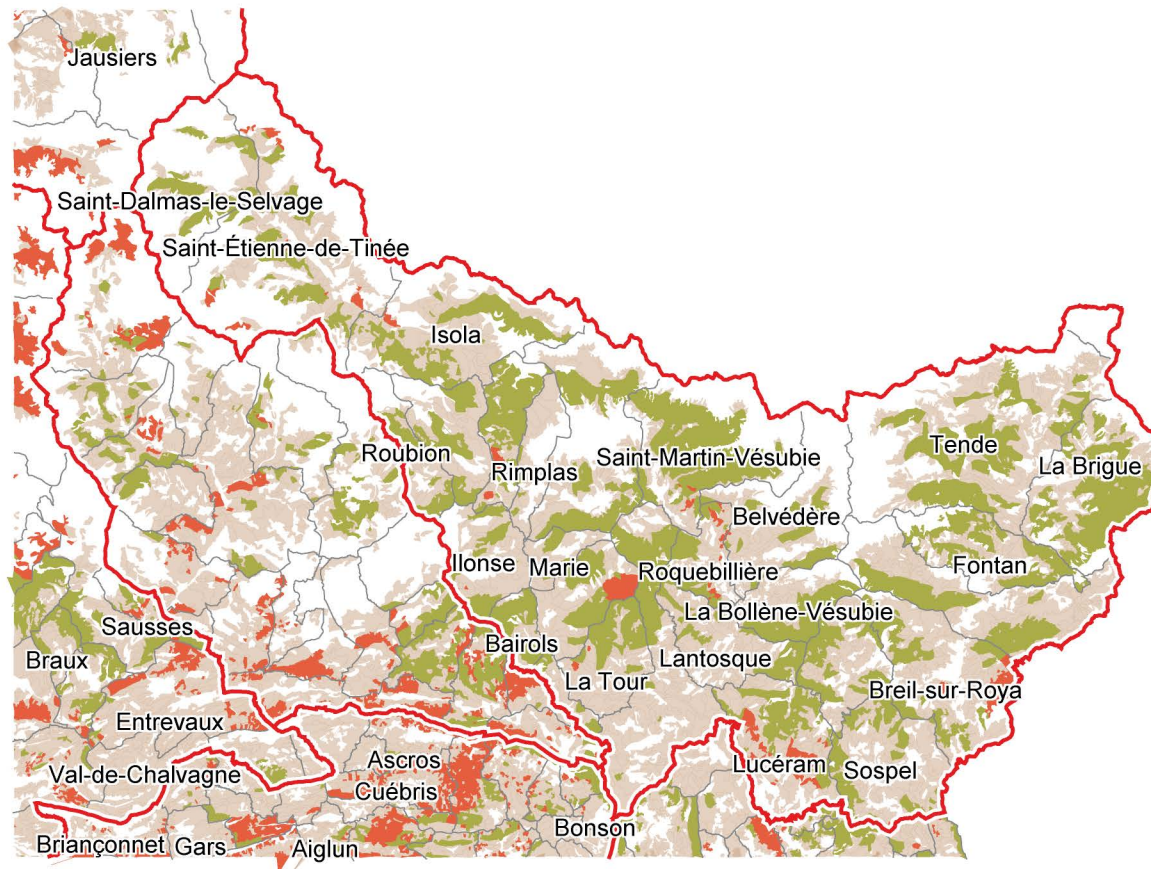 Jausiers
Saint-Dalmas-le-Selvage
Saint-Étienne-de-Tinée
Isola
Roubion
Rimplas
Saint-Martin-Vésubie
Tende
La Brigue
Belvédère
Ilonse
Marie
Roquebillière
Fontan
Sausses
La Bollène-Vésubie
Braux
Bairols
Lantosque
La Tour
Breil-sur-Roya
Entrevaux
Ascros
Val-de-Chalvagne
Cuébris
Lucéram
Sospel
Bonson
Briançonnet
Gars
Aiglun